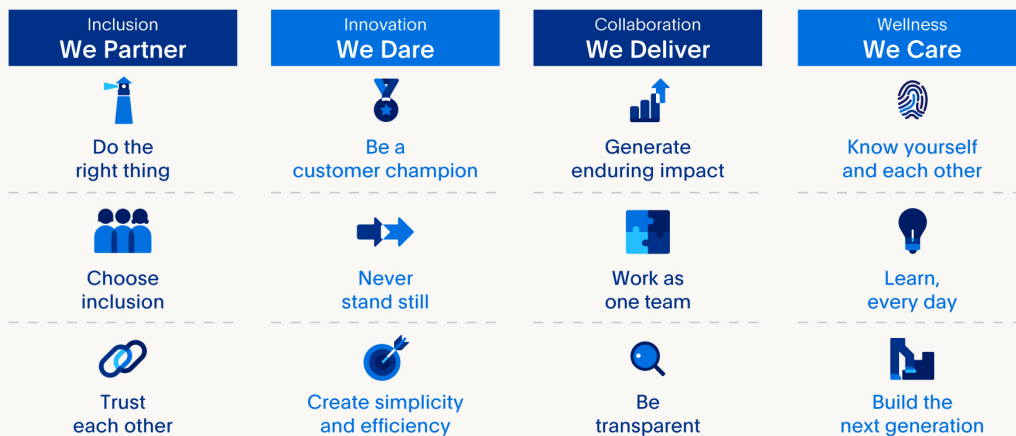 Inclusion
We Partner
Do the
right thing
Choose
inclusion
Trust
each other
Innovation
We Dare
Be a
customer champion
Never
stand still
Create simplicity
and efficiency
Collaboration
We Deliver
Generate
enduring impact
Work as
one team
Be
transparent
Wellness
We Care
Know yourself
and each other
Learn,
every day
Build the
next generation